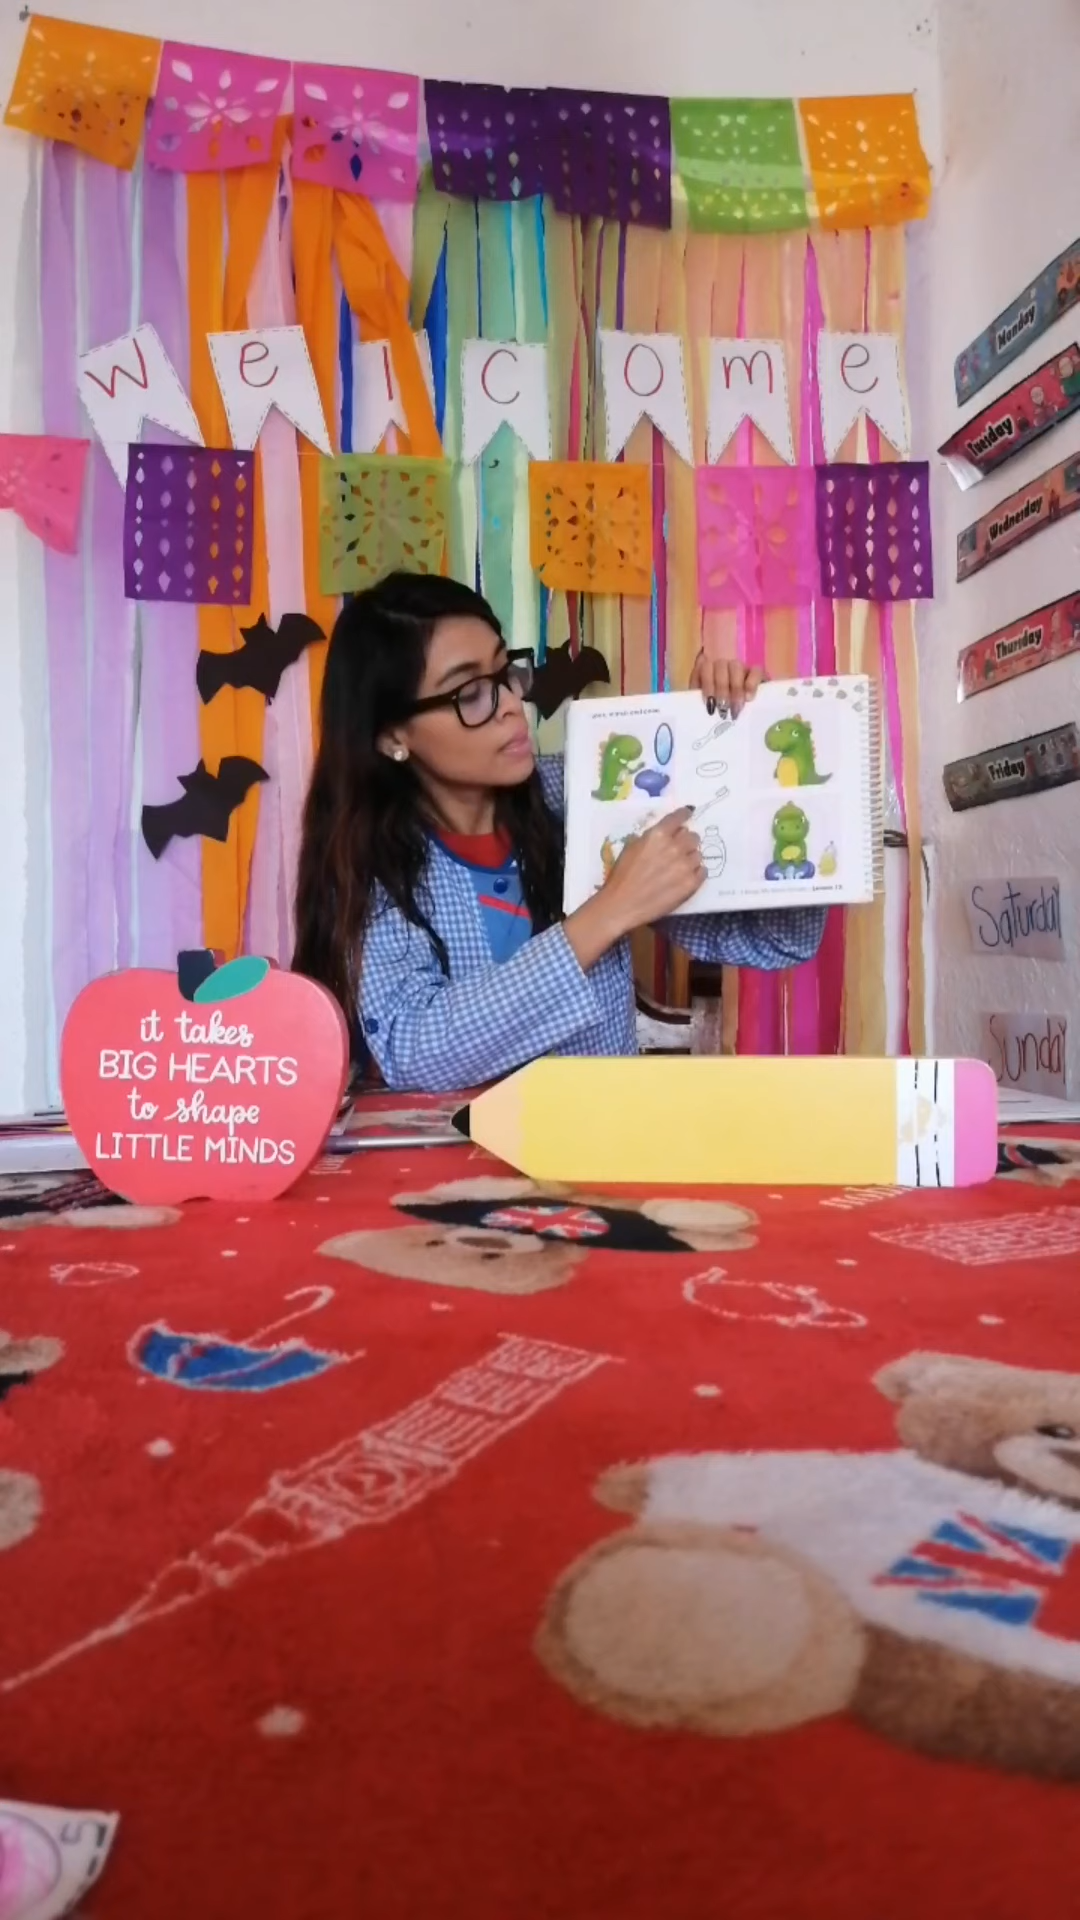 welcome
Monday
Tuesday
Wednesday
Thursday
Friday
Saturday
Sunday
it takes
BIG HEARTS
to shape
LITTLE MINDS